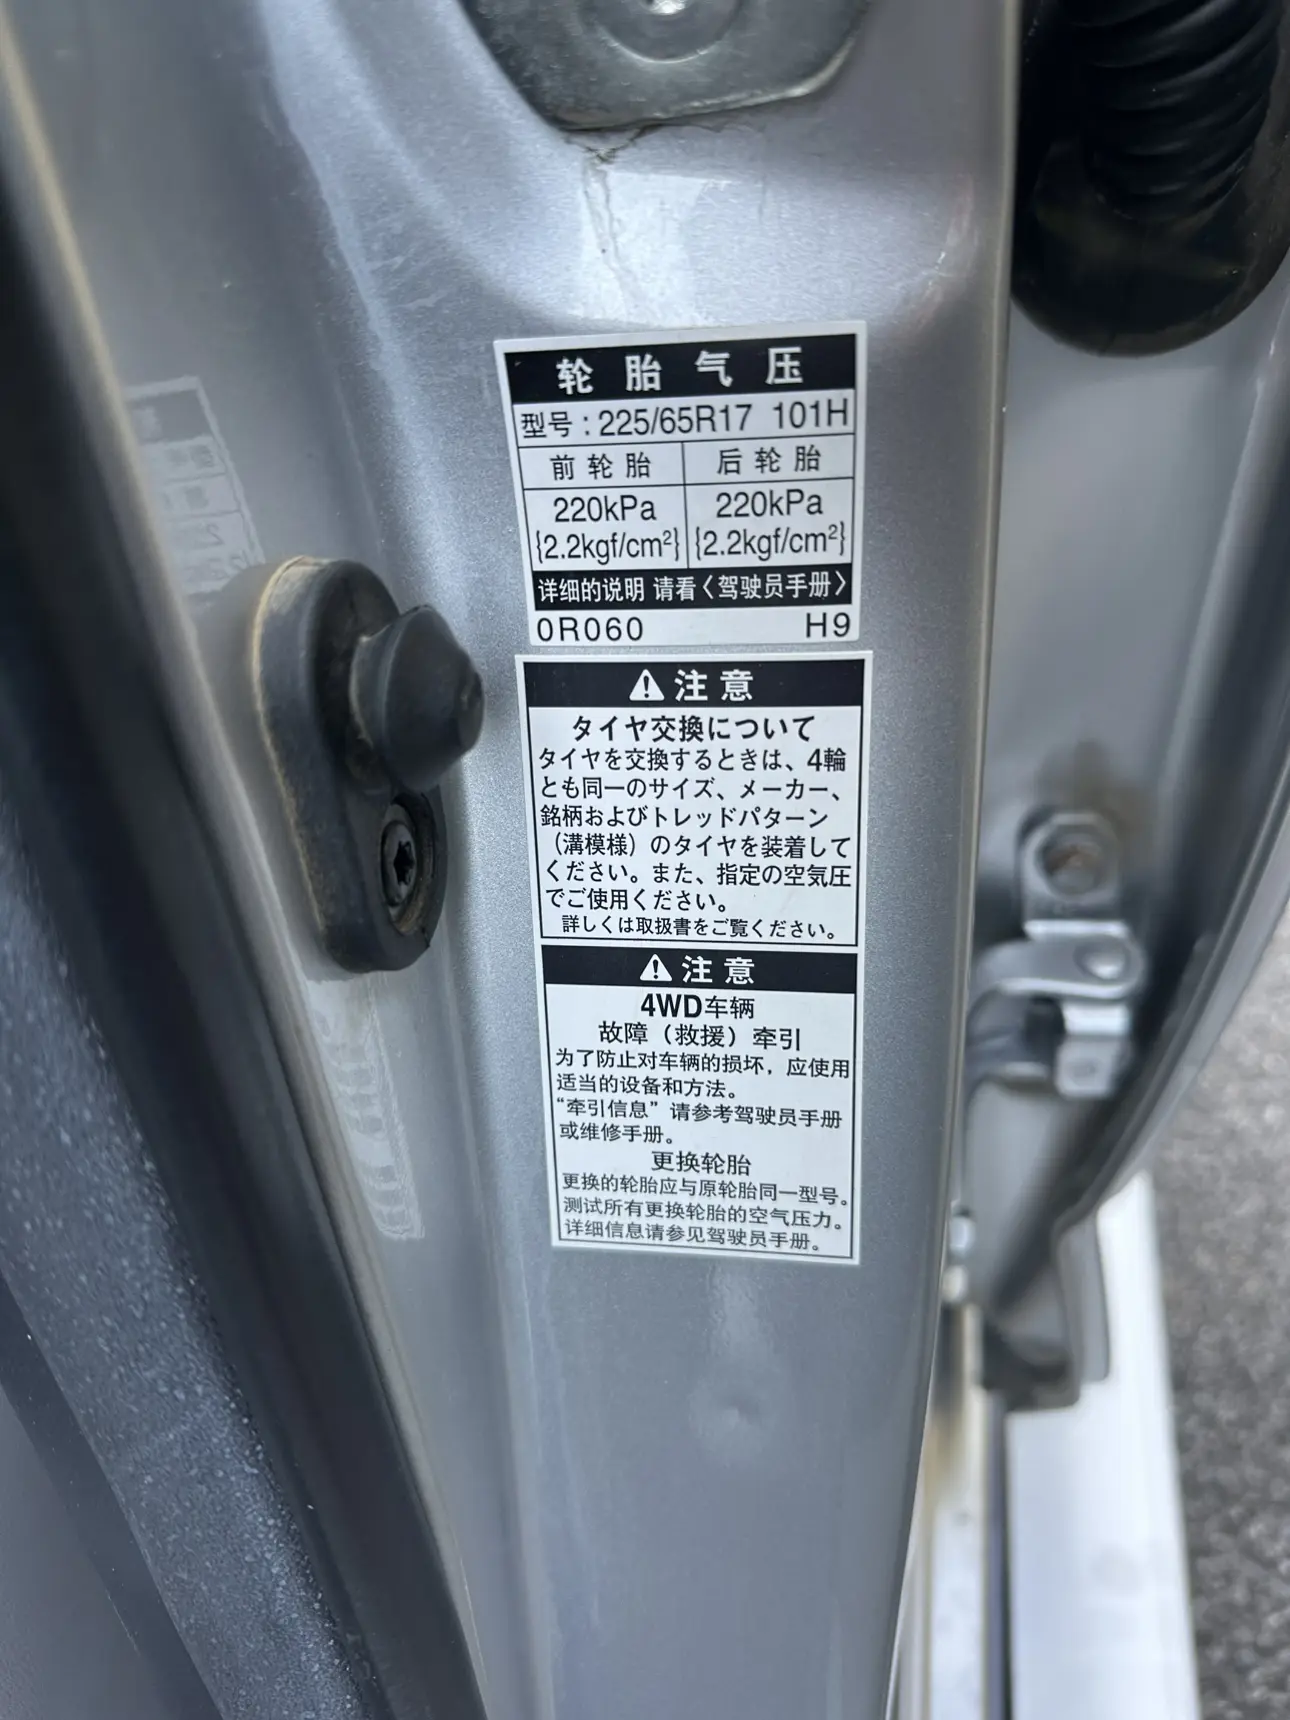 轮胎气压
型号：225/65R17 101H
前轮胎 后轮胎
220kPa 220kPa
{2.2kgf/cm²} {2.2kgf/cm²}
详细的说明 请看〈驾驶员手册〉
0R060 H9
⚠注意
タイヤ交換について
タイヤを交換するときは、4輪
とも同一のサイズ、メーカー、
銘柄およびトレッドパターン
（溝模様）のタイヤを装着して
ください。また、指定の空気圧
でご使用ください。
詳しくは取扱書をご覧ください。
⚠注意
4WD车辆
故障（救援）牵引
为了防止对车辆的损坏，应使用
适当的设备和方法。
“牵引信息”请参考驾驶员手册
或维修手册。
更换轮胎
更换的轮胎应与原轮胎同一型号。
测试所有更换轮胎的空气压力。
详细信息请参见驾驶员手册。